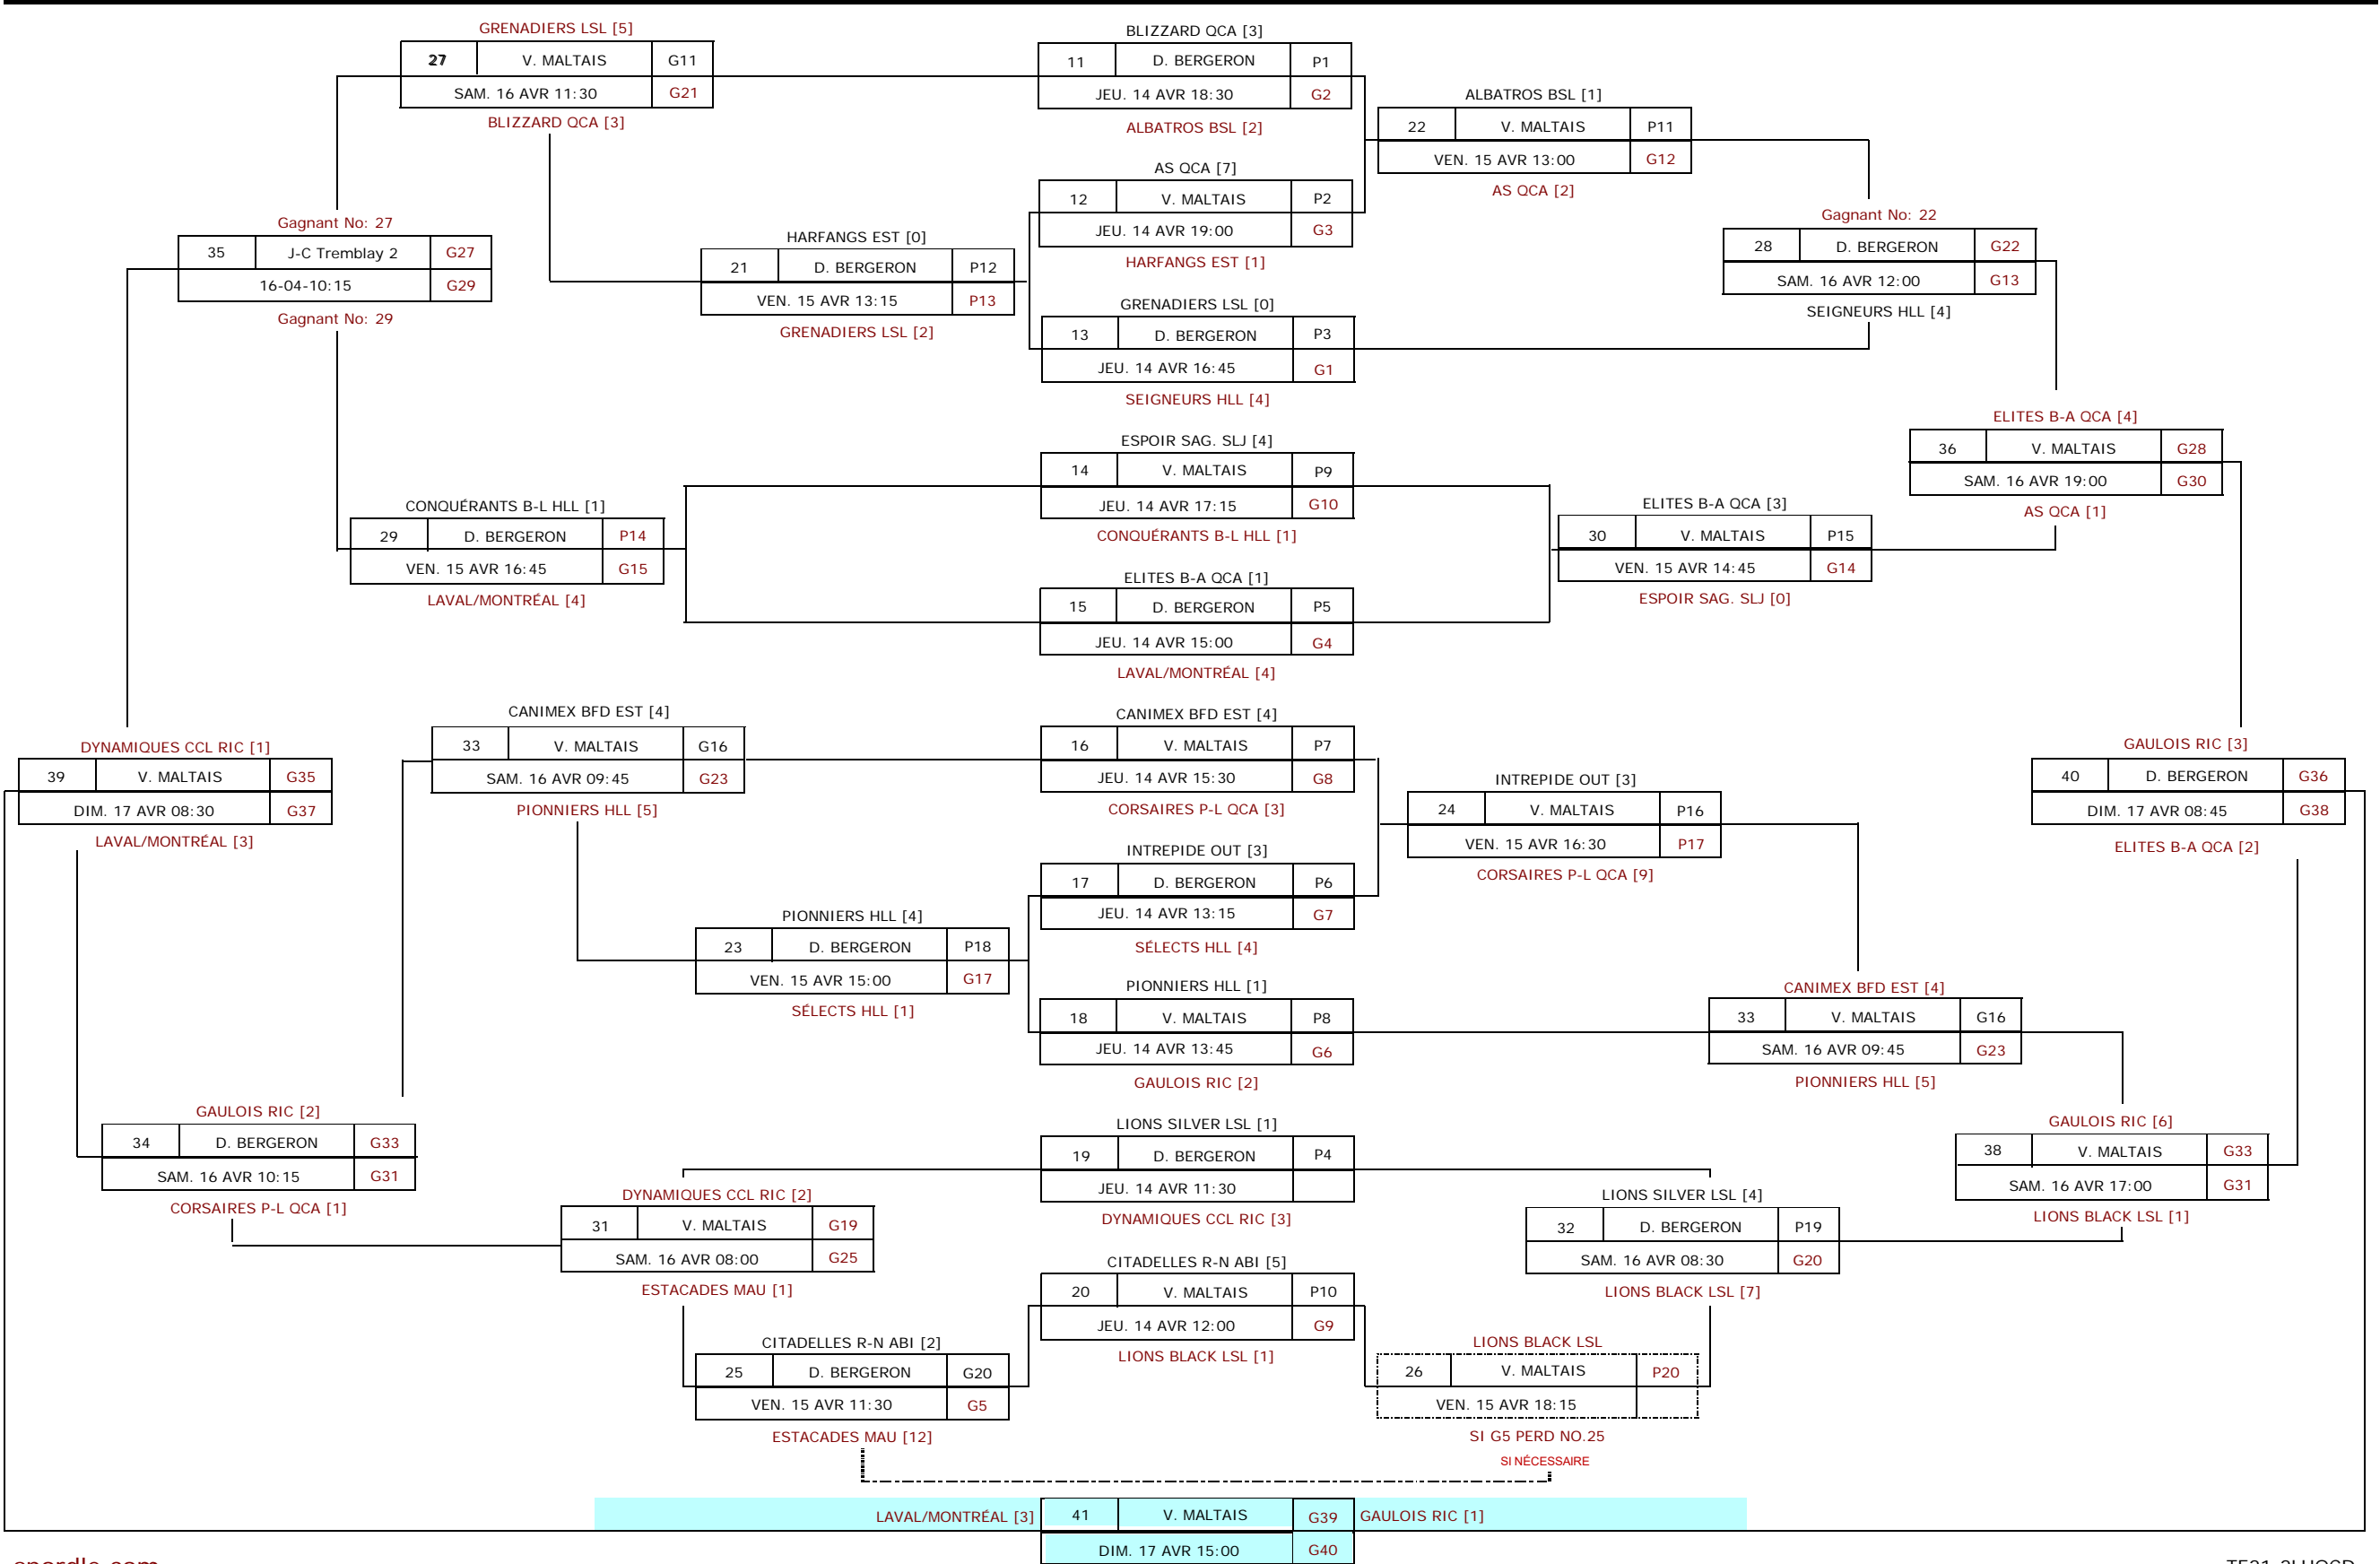 GRENADIERS LSL [5]
27 V. MALTAIS G11
SAM. 16 AVR 11:30 G21
BLIZZARD QCA [3]
BLIZZARD QCA [3]
11 D. BERGERON P1
JEU. 14 AVR 18:30 G2
ALBATROS BSL [2]
ALBATROS BSL [1]
22 V. MALTAIS P11
VEN. 15 AVR 13:00 G12
AS QCA [2]
AS QCA [7]
12 V. MALTAIS P2
JEU. 14 AVR 19:00 G3
HARFANGS EST [1]
Gagnant No: 27
35 J-C Tremblay 2 G27
16-04-10:15 G29
Gagnant No: 29
HARFANGS EST [0]
21 D. BERGERON P12
VEN. 15 AVR 13:15 P13
GRENADIERS LSL [2]
Gagnant No: 22
28 D. BERGERON G22
SAM. 16 AVR 12:00 G13
SEIGNEURS HLL [4]
GRENADIERS LSL [0]
13 D. BERGERON P3
JEU. 14 AVR 16:45 G1
SEIGNEURS HLL [4]
ELITES B-A QCA [4]
36 V. MALTAIS G28
SAM. 16 AVR 19:00 G30
AS QCA [1]
ESPOIR SAG. SLJ [4]
14 V. MALTAIS P9
JEU. 14 AVR 17:15 G10
CONQUÉRANTS B-L HLL [1]
CONQUÉRANTS B-L HLL [1]
29 D. BERGERON P14
VEN. 15 AVR 16:45 G15
LAVAL/MONTRÉAL [4]
ELITES B-A QCA [3]
30 V. MALTAIS P15
VEN. 15 AVR 14:45 G14
ESPOIR SAG. SLJ [0]
ELITES B-A QCA [1]
15 D. BERGERON P5
JEU. 14 AVR 15:00 G4
LAVAL/MONTRÉAL [4]
DYNAMIQUES CCL RIC [1]
39 V. MALTAIS G35
DIM. 17 AVR 08:30 G37
LAVAL/MONTRÉAL [3]
CANIMEX BFD EST [4]
33 V. MALTAIS G16
SAM. 16 AVR 09:45 G23
PIONNIERS HLL [5]
CANIMEX BFD EST [4]
16 V. MALTAIS P7
JEU. 14 AVR 15:30 G8
CORSAIRES P-L QCA [3]
INTREPIDE OUT [3]
24 V. MALTAIS P16
VEN. 15 AVR 16:30 P17
CORSAIRES P-L QCA [9]
GAULOIS RIC [3]
40 D. BERGERON G36
DIM. 17 AVR 08:45 G38
ELITES B-A QCA [2]
INTREPIDE OUT [3]
17 D. BERGERON P6
JEU. 14 AVR 13:15 G7
SÉLECTS HLL [4]
PIONNIERS HLL [4]
23 D. BERGERON P18
VEN. 15 AVR 15:00 G17
SÉLECTS HLL [1]
PIONNIERS HLL [1]
18 V. MALTAIS P8
JEU. 14 AVR 13:45 G6
GAULOIS RIC [2]
CANIMEX BFD EST [4]
33 V. MALTAIS G16
SAM. 16 AVR 09:45 G23
PIONNIERS HLL [5]
GAULOIS RIC [2]
34 D. BERGERON G33
SAM. 16 AVR 10:15 G31
CORSAIRES P-L QCA [1]
LIONS SILVER LSL [1]
19 D. BERGERON P4
JEU. 14 AVR 11:30
DYNAMIQUES CCL RIC [3]
GAULOIS RIC [6]
38 V. MALTAIS G33
SAM. 16 AVR 17:00 G31
LIONS BLACK LSL [1]
DYNAMIQUES CCL RIC [2]
31 V. MALTAIS G19
SAM. 16 AVR 08:00 G25
ESTACADES MAU [1]
LIONS SILVER LSL [4]
32 D. BERGERON P19
SAM. 16 AVR 08:30 G20
LIONS BLACK LSL [7]
CITADELLES R-N ABI [5]
20 V. MALTAIS P10
JEU. 14 AVR 12:00 G9
LIONS BLACK LSL [1]
CITADELLES R-N ABI [2]
25 D. BERGERON G20
VEN. 15 AVR 11:30 G5
ESTACADES MAU [12]
LIONS BLACK LSL
26 V. MALTAIS P20
VEN. 15 AVR 18:15
SI G5 PERD NO.25
SI NÉCESSAIRE
LAVAL/MONTRÉAL [3] 41 V. MALTAIS G39 GAULOIS RIC [1]
DIM. 17 AVR 15:00 G40